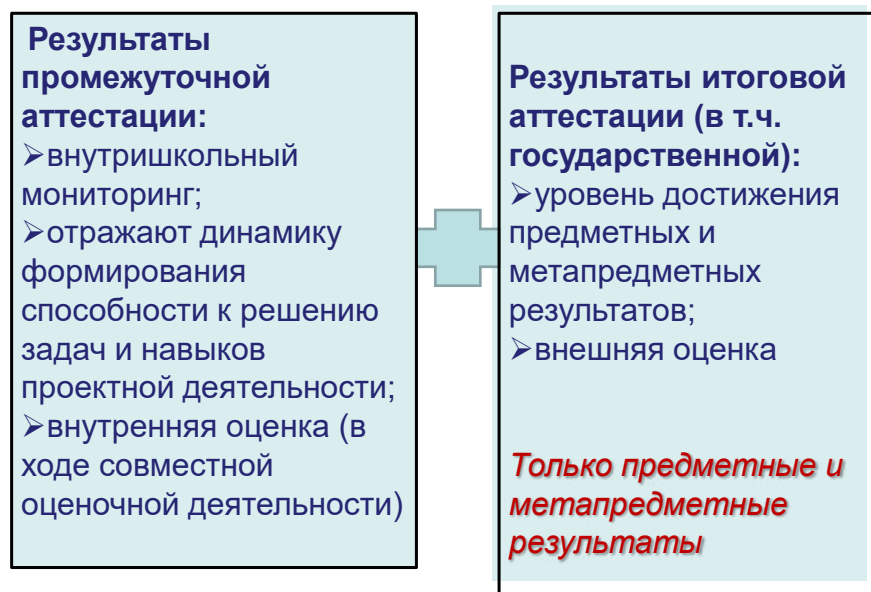 Результаты
промежуточной
аттестации:
➢внутришкольный
мониторинг;
➢отражают динамику
формирования
способности к решению
задач и навыков
проектной деятельности;
➢внутренняя оценка (в
ходе совместной
оценочной деятельности)
Результаты итоговой
аттестации (в т.ч.
государственной):
➢уровень достижения
предметных и
метапредметных
результатов;
➢внешняя оценка
Только предметные и
метапредметные
результаты